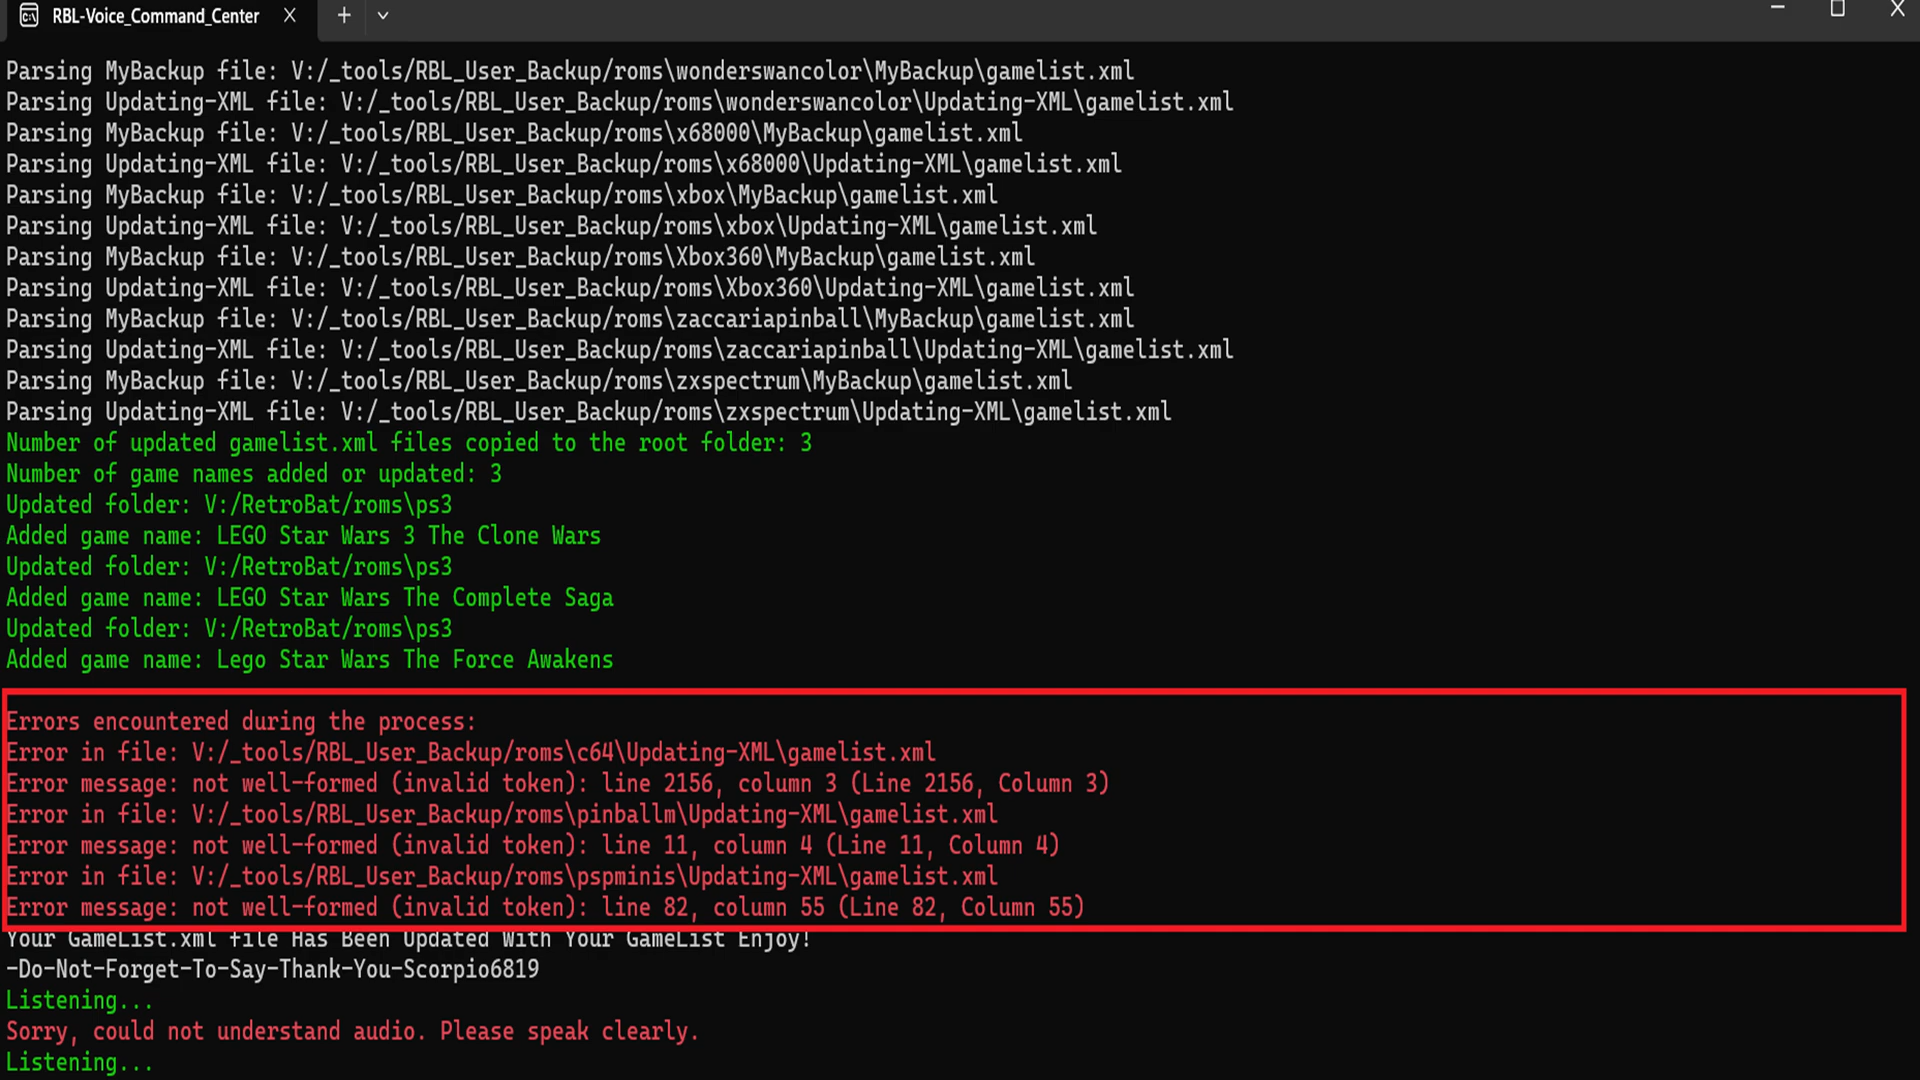 RBL-Voice_Command_Center
Parsing MyBackup file: V:/_tools/RBL_User_Backup/roms\wonderswancolor\MyBackup\gamelist.xml
Parsing Updating-XML file: V:/_tools/RBL_User_Backup/roms\wonderswancolor\Updating-XML\gamelist.xml
Parsing MyBackup file: V:/_tools/RBL_User_Backup/roms\x68000\MyBackup\gamelist.xml
Parsing Updating-XML file: V:/_tools/RBL_User_Backup/roms\x68000\Updating-XML\gamelist.xml
Parsing MyBackup file: V:/_tools/RBL_User_Backup/roms\xbox\MyBackup\gamelist.xml
Parsing Updating-XML file: V:/_tools/RBL_User_Backup/roms\xbox\Updating-XML\gamelist.xml
Parsing MyBackup file: V:/_tools/RBL_User_Backup/roms\Xbox360\MyBackup\gamelist.xml
Parsing Updating-XML file: V:/_tools/RBL_User_Backup/roms\Xbox360\Updating-XML\gamelist.xml
Parsing MyBackup file: V:/_tools/RBL_User_Backup/roms\zaccariapinball\MyBackup\gamelist.xml
Parsing Updating-XML file: V:/_tools/RBL_User_Backup/roms\zaccariapinball\Updating-XML\gamelist.xml
Parsing MyBackup file: V:/_tools/RBL_User_Backup/roms\zxspectrum\MyBackup\gamelist.xml
Parsing Updating-XML file: V:/_tools/RBL_User_Backup/roms\zxspectrum\Updating-XML\gamelist.xml
Number of updated gamelist.xml files copied to the root folder: 3
Number of game names added or updated: 3
Updated folder: V:/RetroBat/roms\ps3
Added game name: LEGO Star Wars 3 The Clone Wars
Updated folder: V:/RetroBat/roms\ps3
Added game name: LEGO Star Wars The Complete Saga
Updated folder: V:/RetroBat/roms\ps3
Added game name: Lego Star Wars The Force Awakens
Errors encountered during the process:
Error in file: V:/_tools/RBL_User_Backup/roms\c64\Updating-XML\gamelist.xml
Error message: not well-formed (invalid token): line 2156, column 3 (Line 2156, Column 3)
Error in file: V:/_tools/RBL_User_Backup/roms\pinballm\Updating-XML\gamelist.xml
Error message: not well-formed (invalid token): line 11, column 4 (Line 11, Column 4)
Error in file: V:/_tools/RBL_User_Backup/roms\pspminis\Updating-XML\gamelist.xml
Error message: not well-formed (invalid token): line 82, column 55 (Line 82, Column 55)
Your GameList.xml file Has Been Updated With Your GameList Enjoy!
-Do-Not-Forget-To-Say-Thank-You-Scorpio6819
Listening...
Sorry, could not understand audio. Please speak clearly.
Listening...